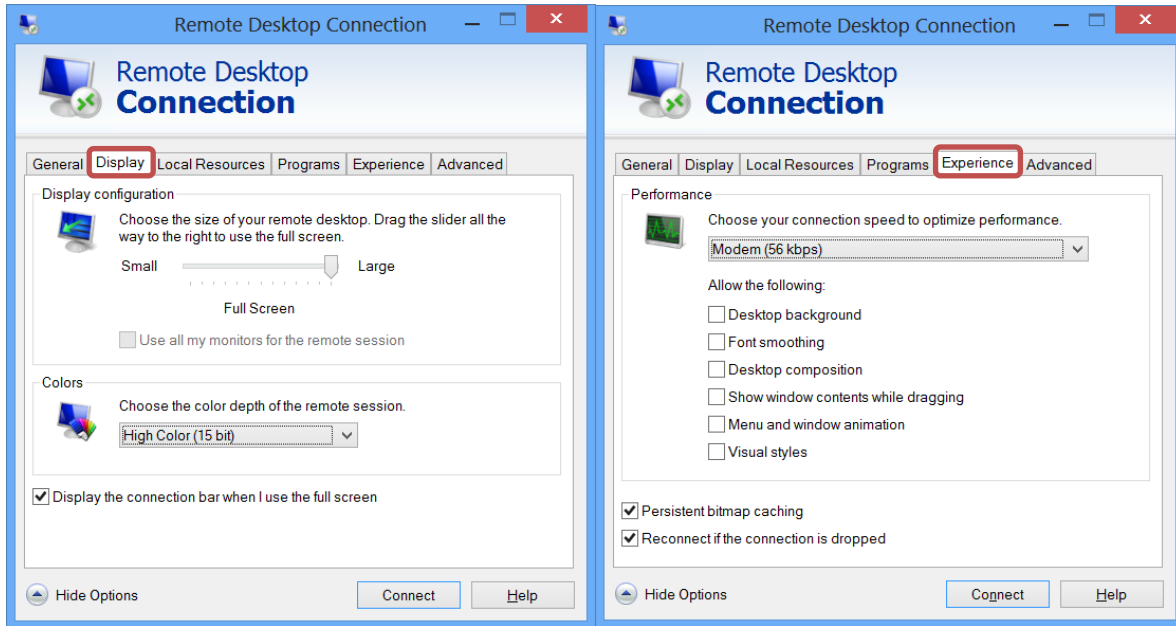 Remote Desktop Connection
Remote Desktop
Connection
General Display Local Resources Programs Experience Advanced
Display configuration
Choose the size of your remote desktop. Drag the slider all the
way to the right to use the full screen.
Small Large
Full Screen
Use all my monitors for the remote session
Colors
Choose the color depth of the remote session.
High Color (15 bit)
Display the connection bar when I use the full screen
Hide Options Connect Help
Remote Desktop Connection
Remote Desktop
Connection
General Display Local Resources Programs Experience Advanced
Performance
Choose your connection speed to optimize performance.
Modem (56 kbps)
Allow the following:
Desktop background
Font smoothing
Desktop composition
Show window contents while dragging
Menu and window animation
Visual styles
Persistent bitmap caching
Reconnect if the connection is dropped
Hide Options Connect Help